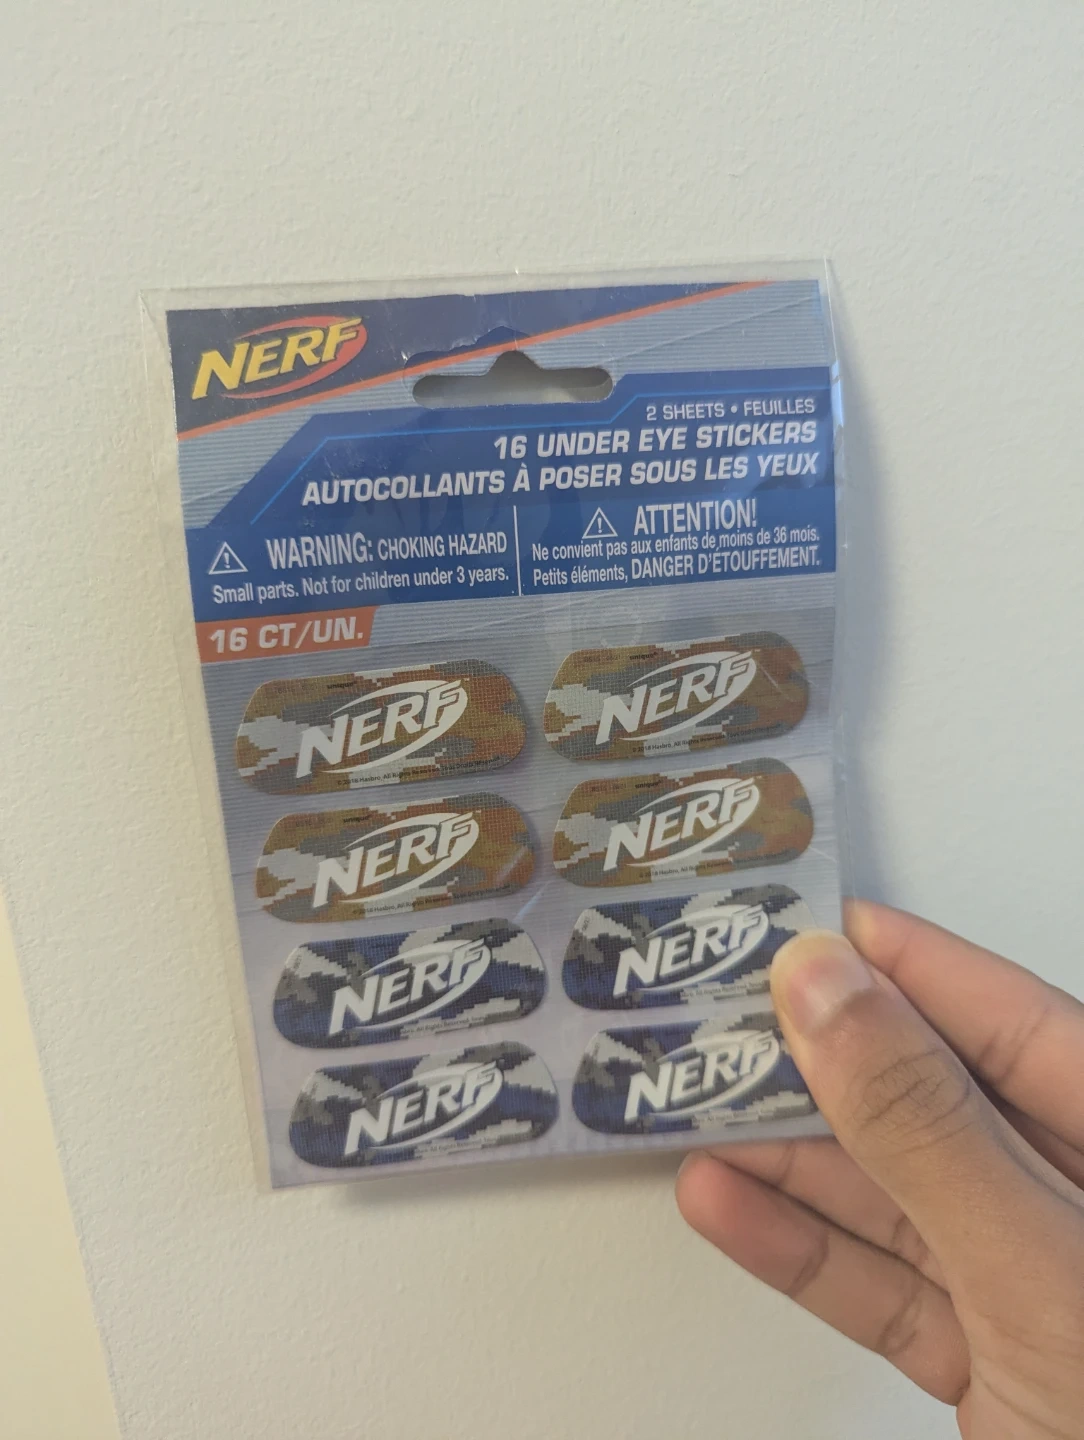 NERF
2 SHEETS • FEUILLES
16 UNDER EYE STICKERS
AUTOCOLLANTS À POSER SOUS LES YEUX
WARNING: CHOKING HAZARD
Small parts. Not for children under 3 years.
ATTENTION!
Ne convient pas aux enfants de moins de 36 mois.
Petits éléments, DANGER D'ÉTOUFFEMENT.
16 CT/UN.
NERF
NERF
NERF
NERF
NERF
NERF
NERF
NERF